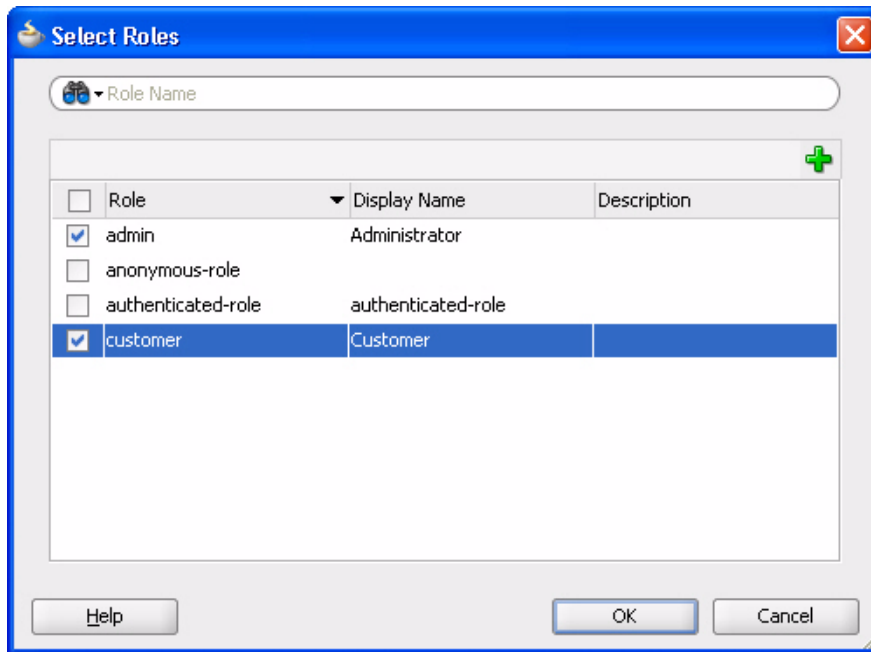 Select Roles
Role Name
Role Display Name Description
admin Administrator
anonymous-role
authenticated-role authenticated-role
customer Customer
Help OK Cancel